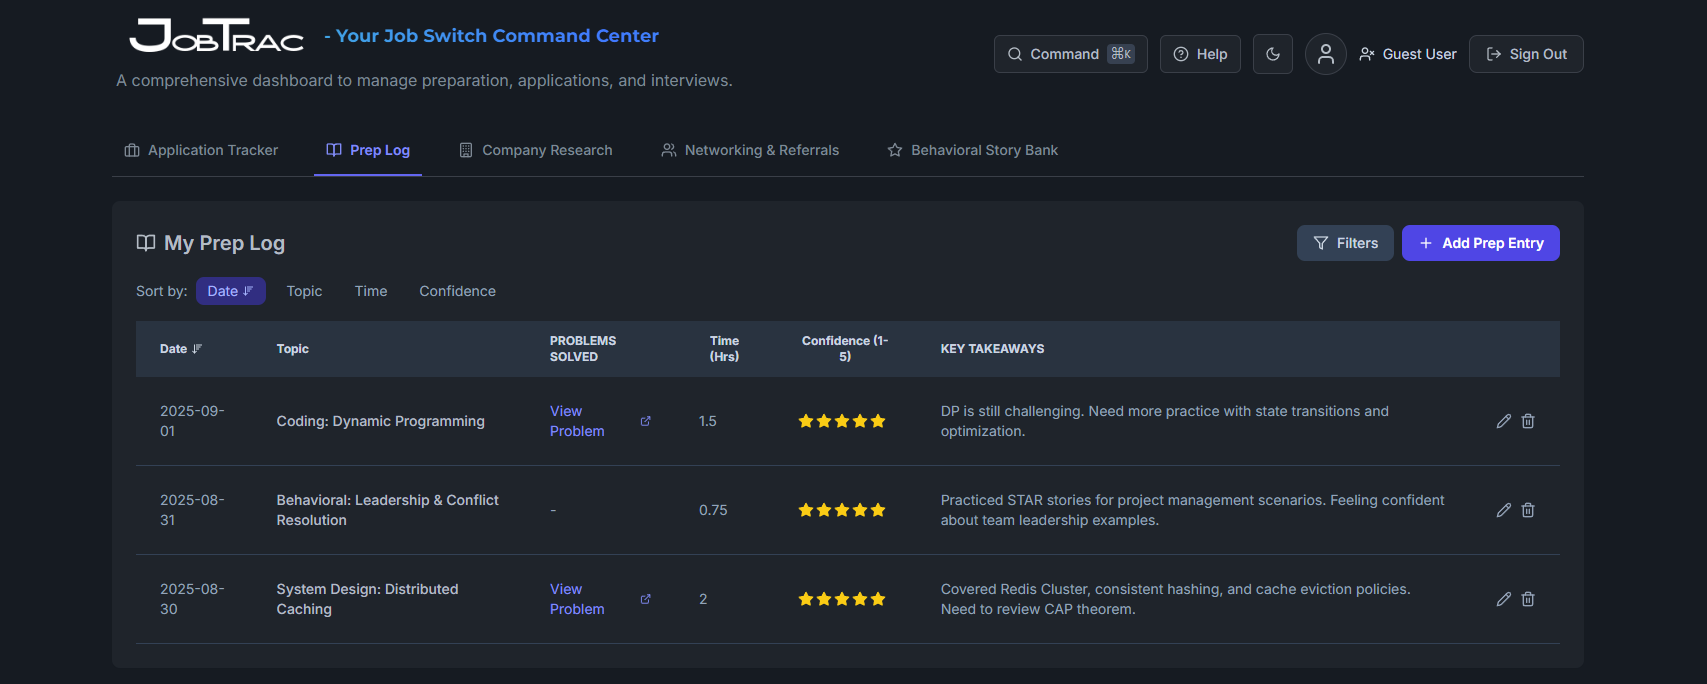 JobTrac - Your Job Switch Command Center
A comprehensive dashboard to manage preparation, applications, and interviews.
Command ⌘K Help Guest User Sign Out
Application Tracker Prep Log Company Research Networking & Referrals Behavioral Story Bank
My Prep Log Filters + Add Prep Entry
Sort by: Date Topic Time Confidence
Date Topic PROBLEMS SOLVED Time (Hrs) Confidence (1-5) KEY TAKEAWAYS
2025-09-
01
Coding: Dynamic Programming
View
Problem
1.5
DP is still challenging. Need more practice with state transitions and
optimization.
2025-08-
31
Behavioral: Leadership & Conflict
Resolution
-
0.75
Practiced STAR stories for project management scenarios. Feeling confident
about team leadership examples.
2025-08-
30
System Design: Distributed
Caching
View
Problem
2
Covered Redis Cluster, consistent hashing, and cache eviction policies.
Need to review CAP theorem.